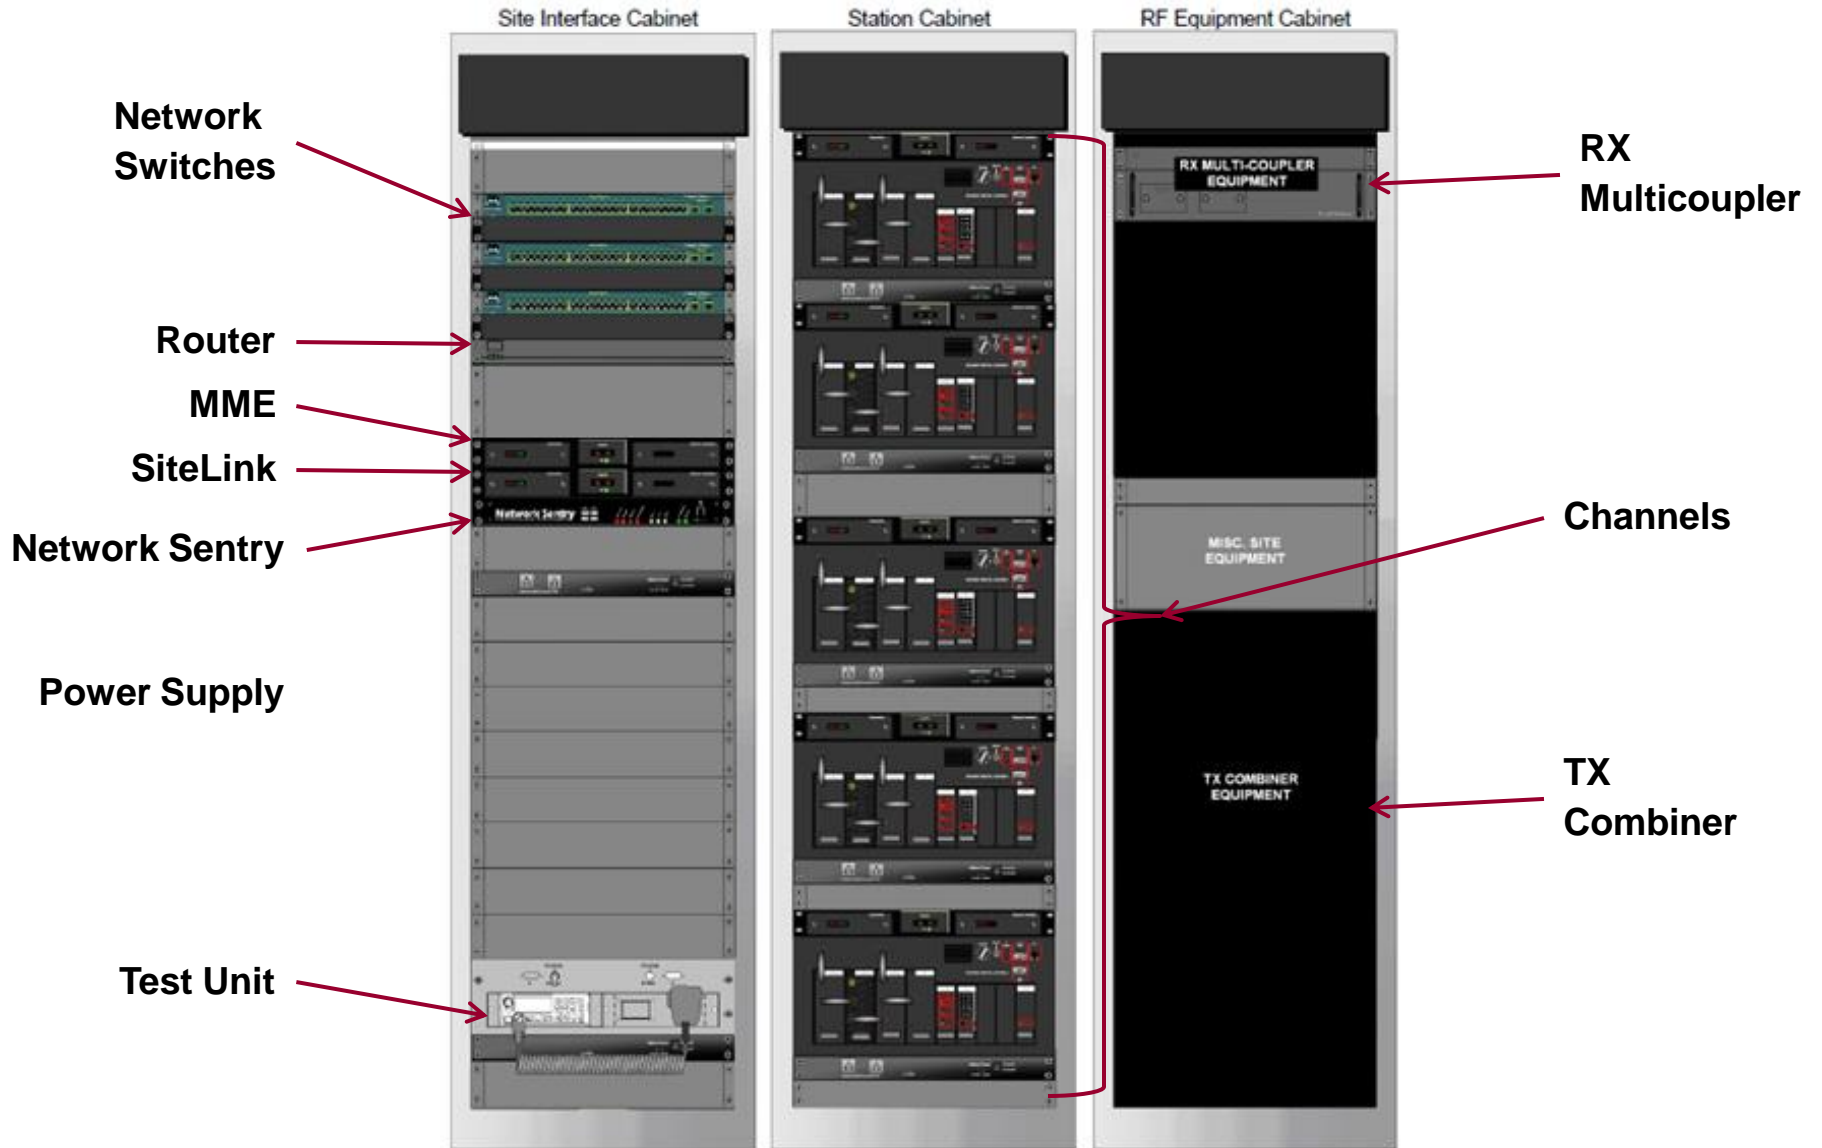 Site Interface Cabinet
Station Cabinet
RF Equipment Cabinet
Network
Switches
Router
MME
SiteLink
Network Sentry
Power Supply
Test Unit
Network Sentry
RX MULTI-COUPLER
EQUIPMENT
MISC. SITE
EQUIPMENT
TX COMBINER
EQUIPMENT
RX
Multicoupler
Channels
TX
Combiner